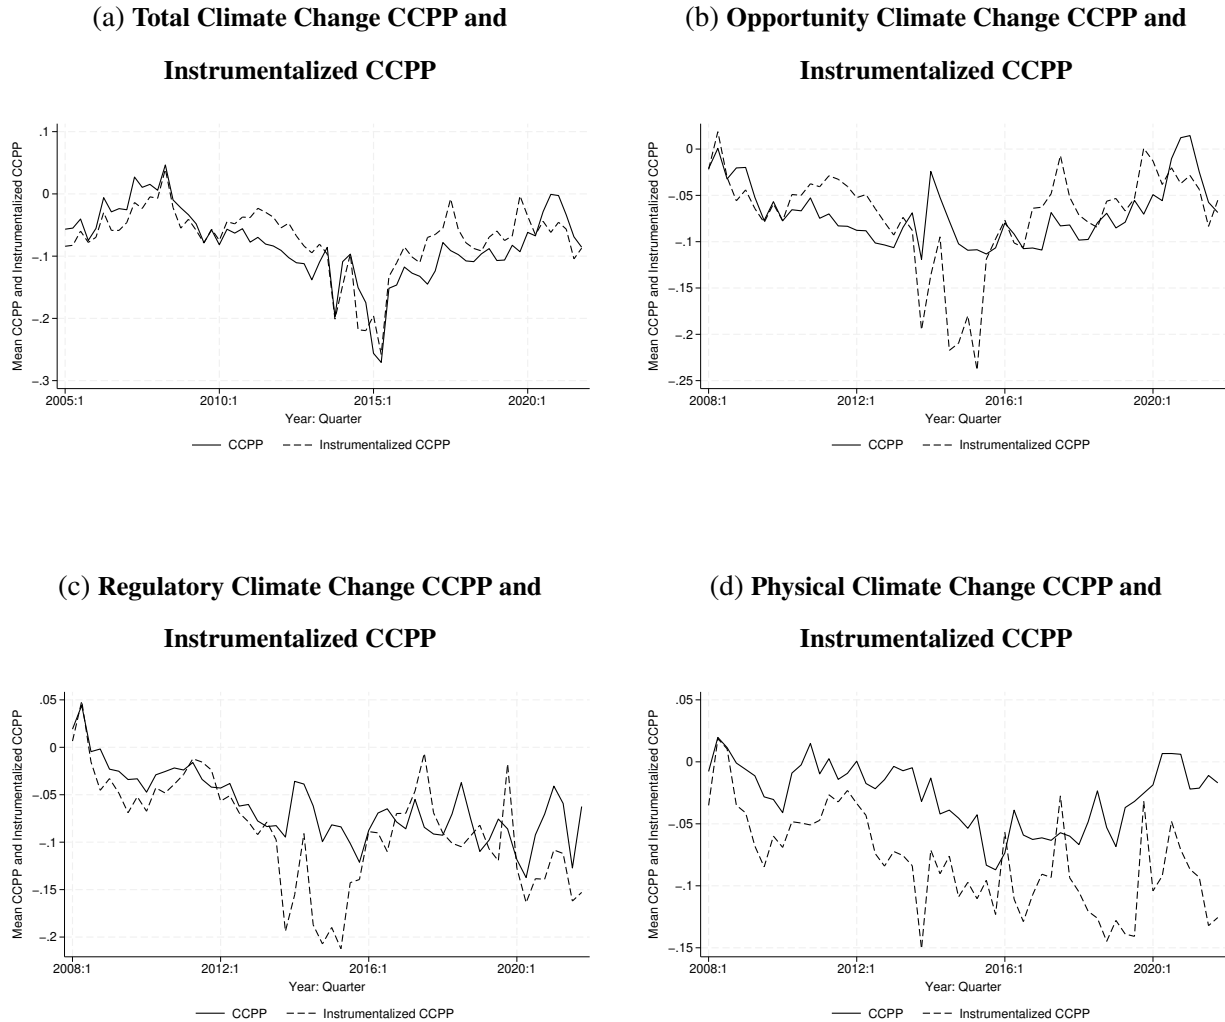 (a) Total Climate Change CCPP and
Instrumentalized CCPP
Mean CCPP and Instrumentalized CCPP
.1
0
−.1
−.2
−.3
2005:1
2010:1
2015:1
2020:1
Year: Quarter
CCPP
Instrumentalized CCPP
(b) Opportunity Climate Change CCPP and
Instrumentalized CCPP
Mean CCPP and Instrumentalized CCPP
0
−.05
−.1
−.15
−.2
−.25
2008:1
2012:1
2016:1
2020:1
Year: Quarter
CCPP
Instrumentalized CCPP
(c) Regulatory Climate Change CCPP and
Instrumentalized CCPP
Mean CCPP and Instrumentalized CCPP
.05
0
−.05
−.1
−.15
−.2
2008:1
2012:1
2016:1
2020:1
Year: Quarter
CCPP
Instrumentalized CCPP
(d) Physical Climate Change CCPP and
Instrumentalized CCPP
Mean CCPP and Instrumentalized CCPP
.05
0
−.05
−.1
−.15
2008:1
2012:1
2016:1
2020:1
Year: Quarter
CCPP
Instrumentalized CCPP